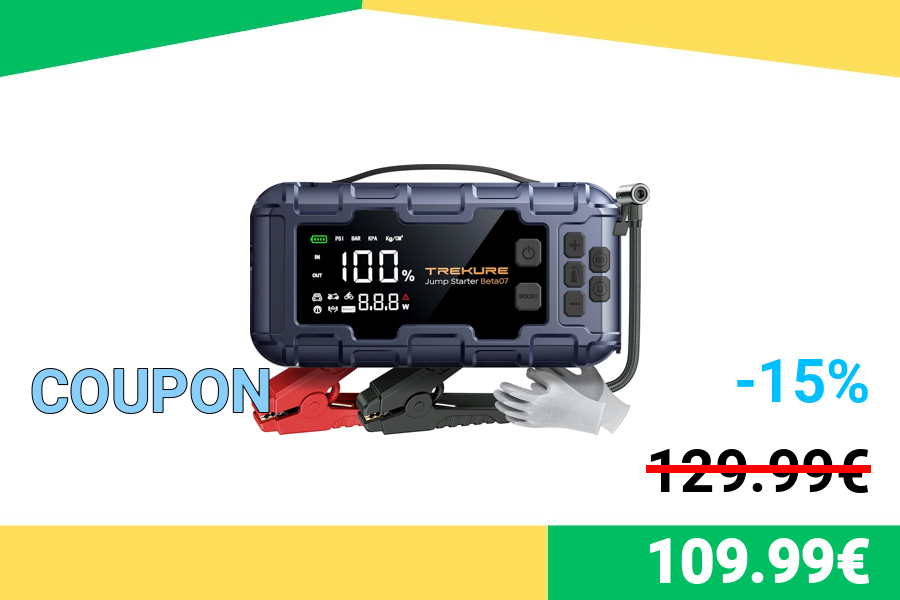 PSI BAR KPA Kg/CM²
IN
100%
OUT
8.8.8
W
TREKURE
Jump Starter Beta07
BOOST
COUPON
-15%
129.99€
109.99€